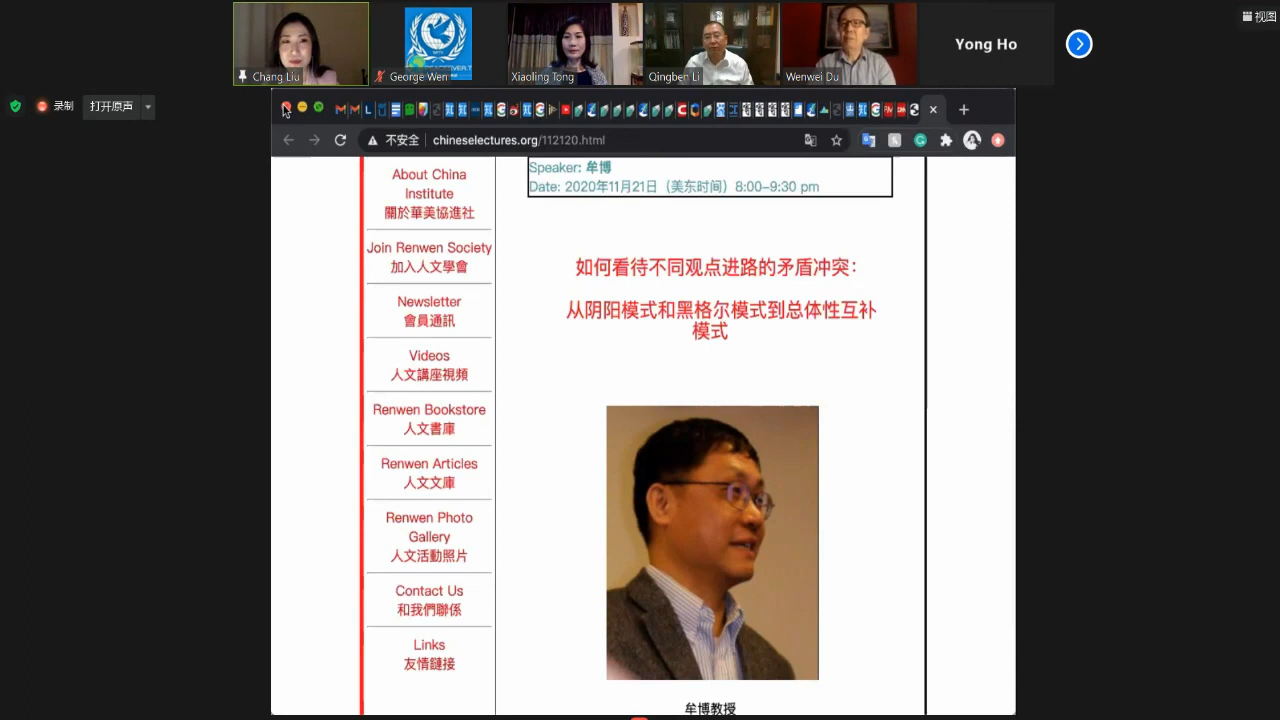 视图
Chang Liu
George Wen
Xiaoling Tong
Qingben Li
Wenwei Du
Yong Ho
录制
打开原声
不安全
chineselectures.org/112120.html
About China
Institute
關於華美協進社
Join Renwen Society
加入人文學會
Newsletter
會員通訊
Videos
人文講座視頻
Renwen Bookstore
人文書庫
Renwen Articles
人文文庫
Renwen Photo
Gallery
人文活動照片
Contact Us
和我們聯係
Links
友情鏈接
Speaker: 牟博
Date: 2020年11月21日（美东时间）8:00-9:30 pm
如何看待不同观点进路的矛盾冲突：
从阴阳模式和黑格尔模式到总体性互补
模式
牟博教授